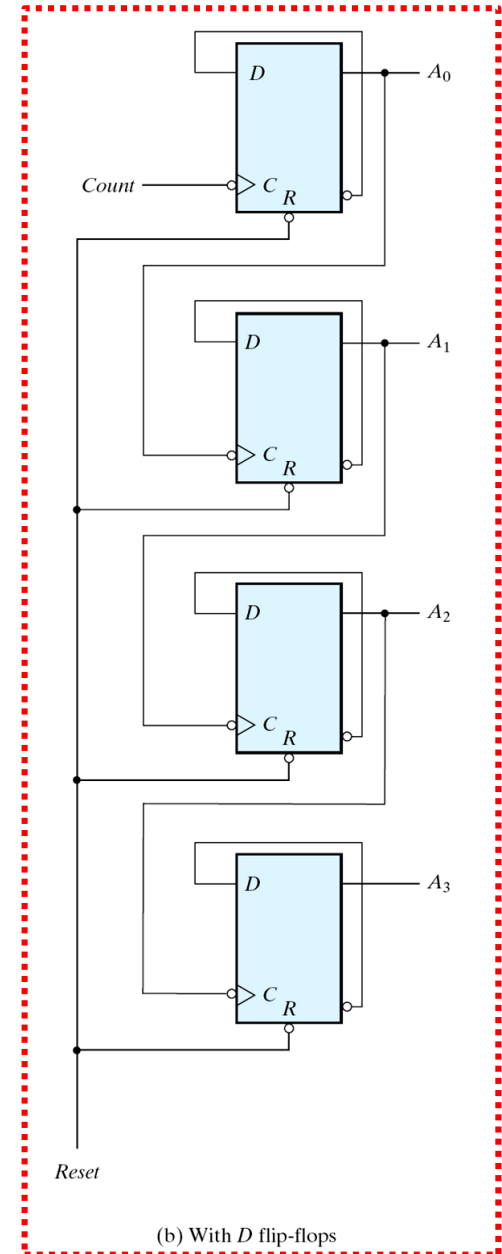 D
A₀
Count
C
R
D
A₁
C
R
D
A₂
C
R
D
A₃
C
R
Reset
(b) With D flip-flops